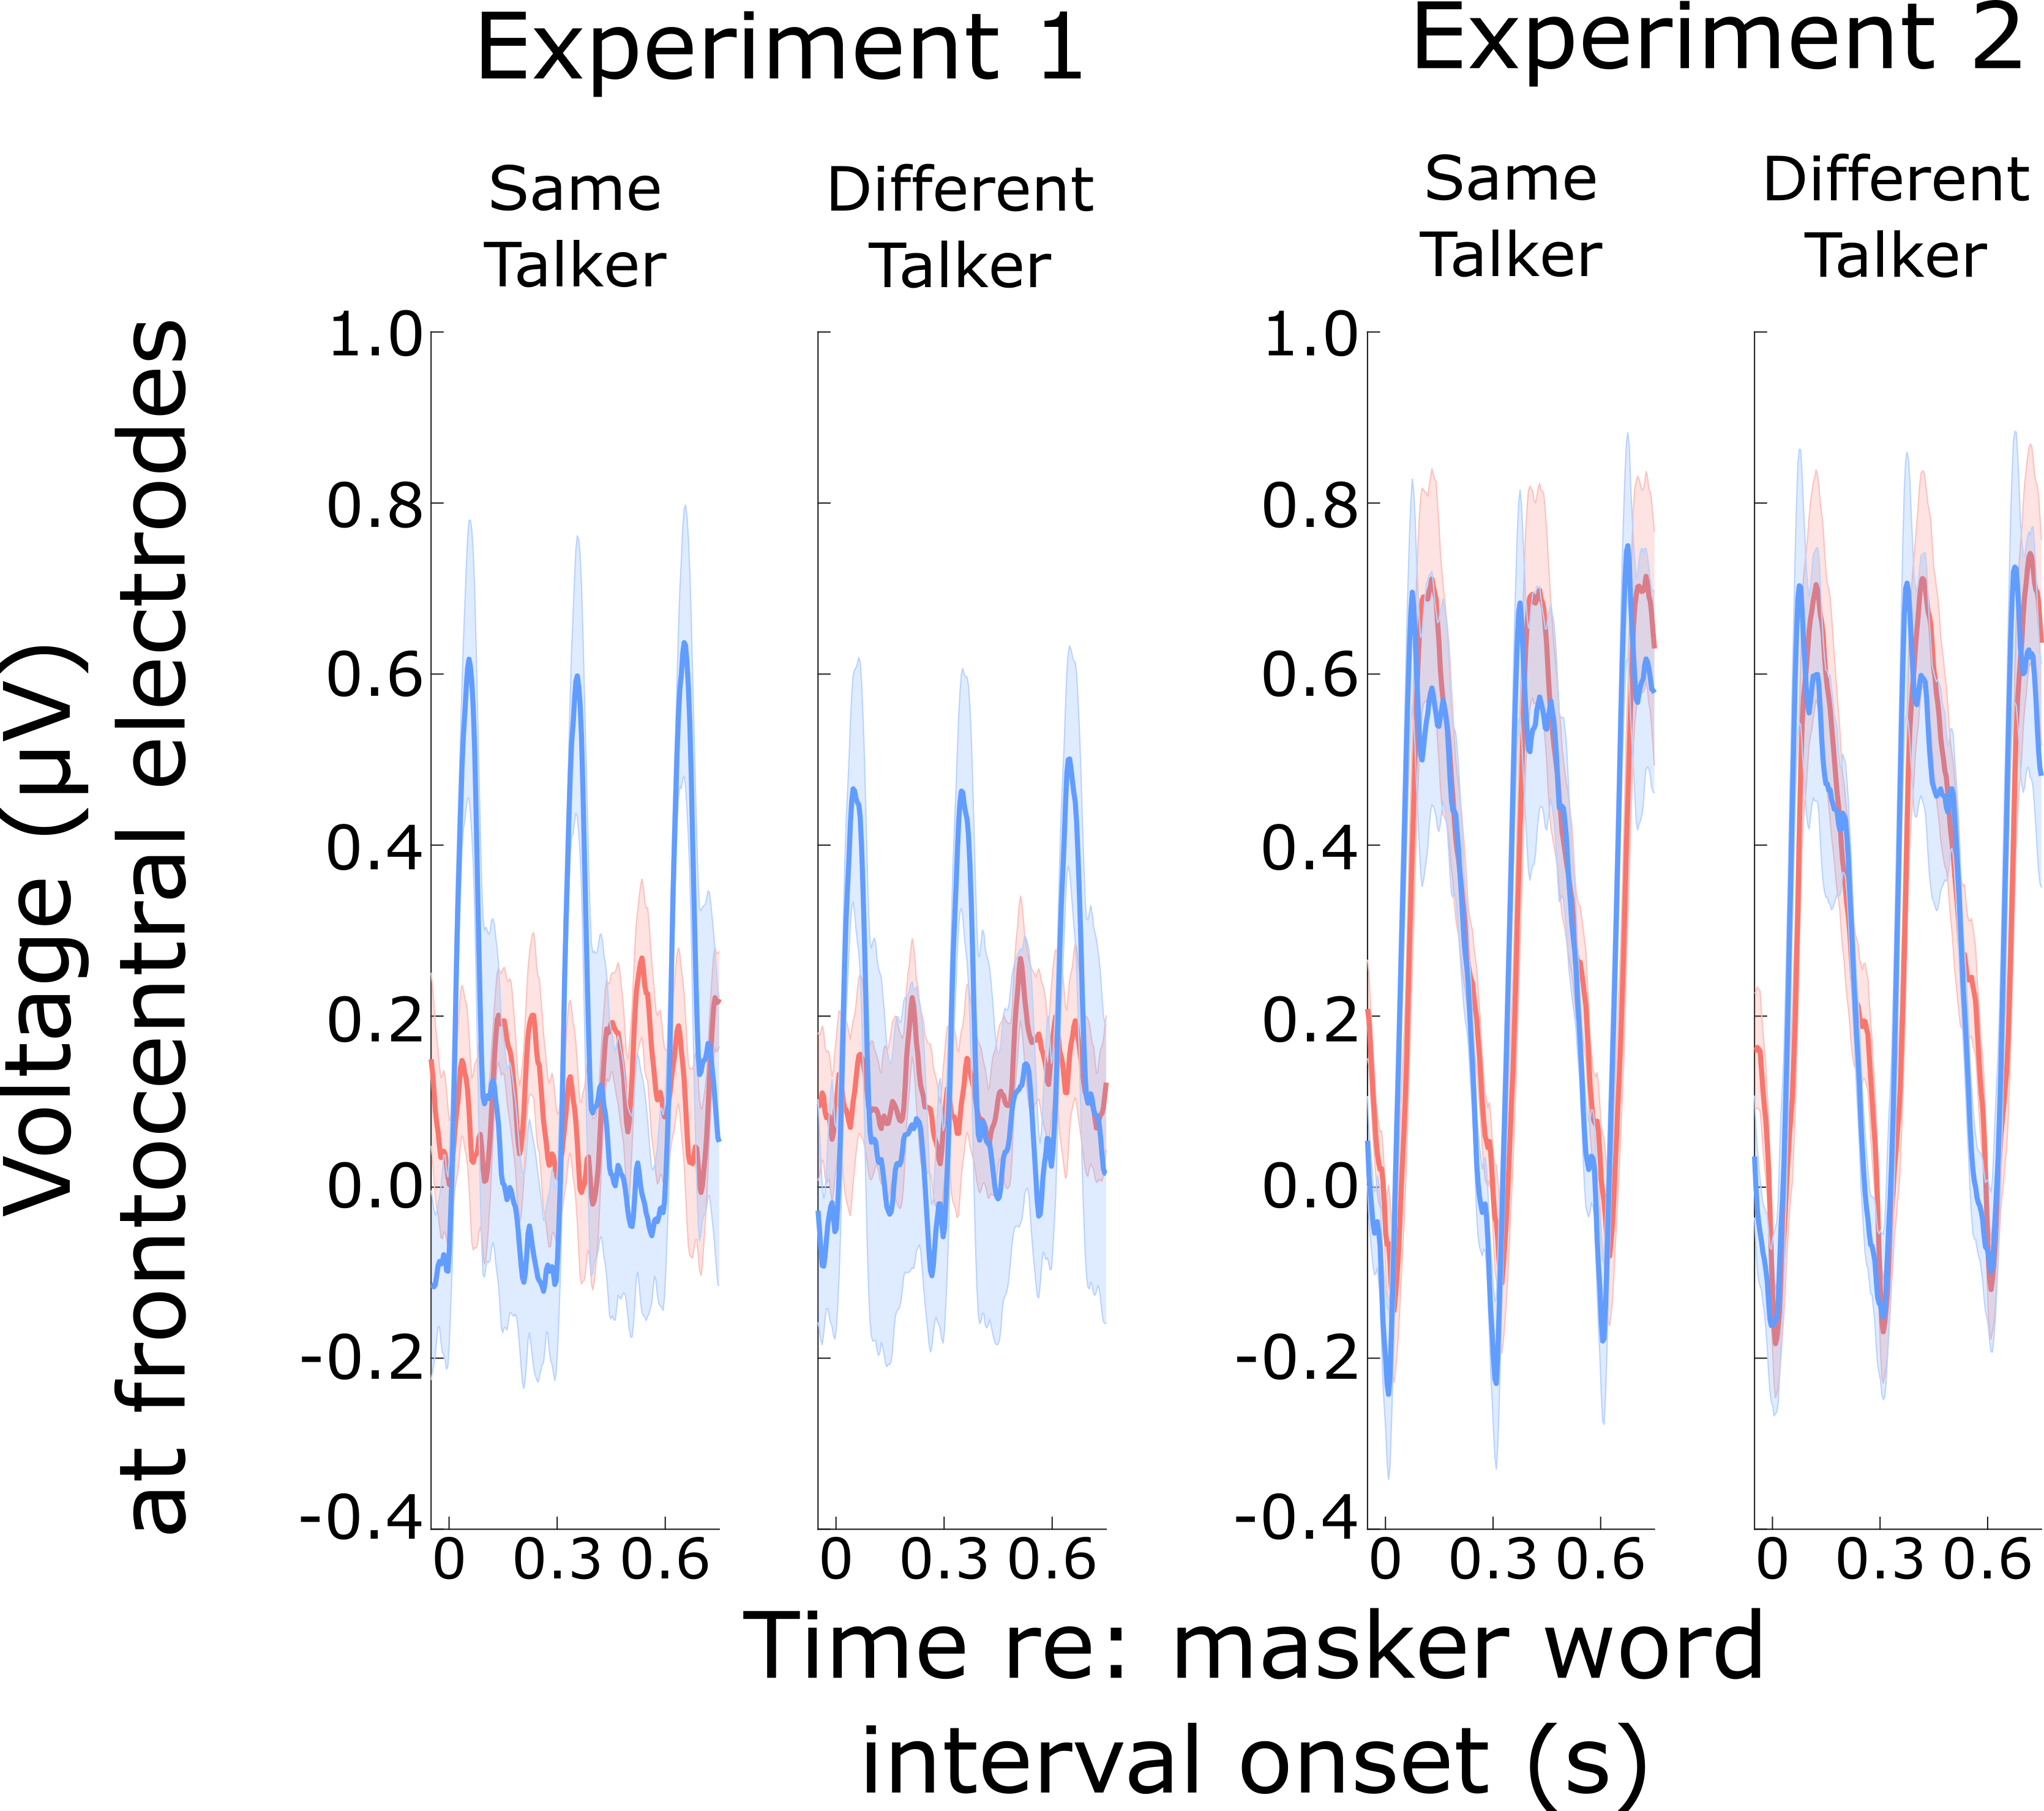 Experiment 1
Experiment 2
Same
Talker
Different
Talker
Same
Talker
Different
Talker
Voltage (μV)
at frontocentral electrodes
1.0
0.8
0.6
0.4
0.2
0.0
-0.2
-0.4
1.0
0.8
0.6
0.4
0.2
0.0
-0.2
-0.4
0 0.3 0.6
0 0.3 0.6
0 0.3 0.6
0 0.3 0.6
Time re: masker word
interval onset (s)